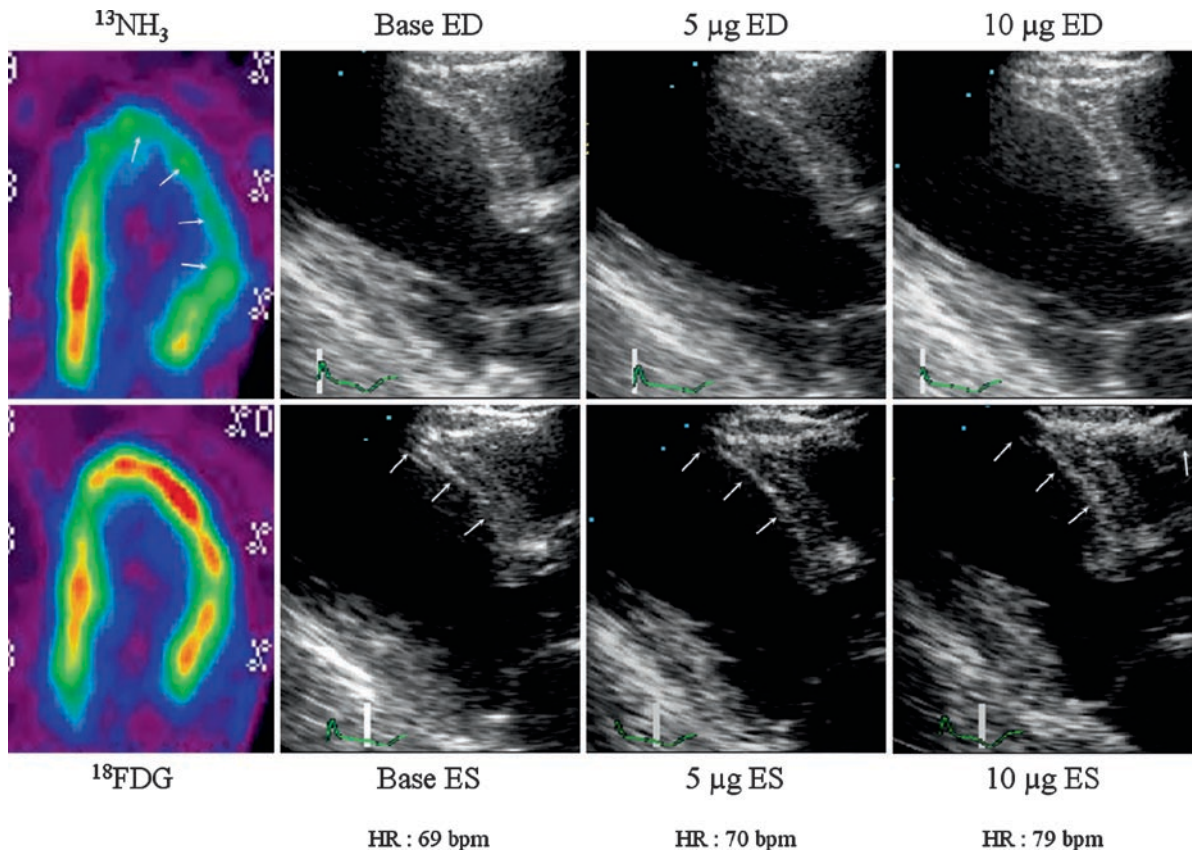 ¹³NH₃ Base ED 5 µg ED 10 µg ED
¹⁸FDG Base ES 5 µg ES 10 µg ES
HR : 69 bpm HR : 70 bpm HR : 79 bpm